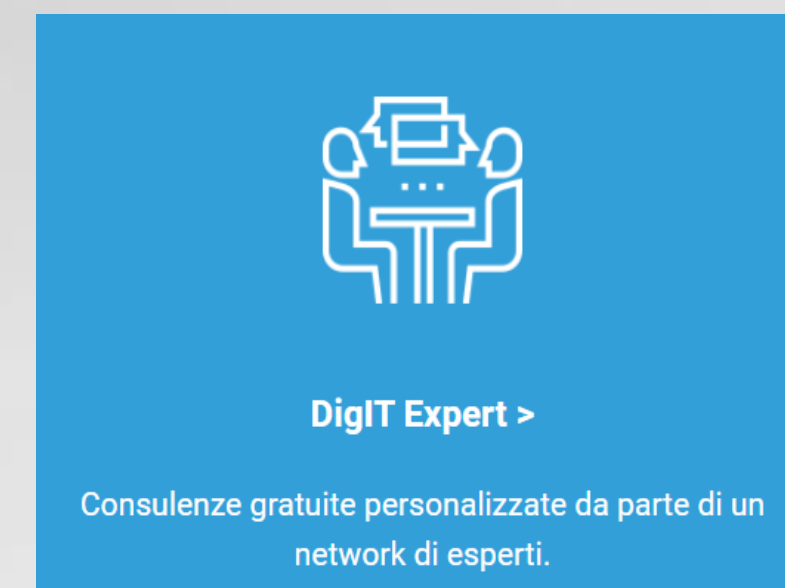 DigIT Expert >
Consulenze gratuite personalizzate da parte di un
network di esperti.